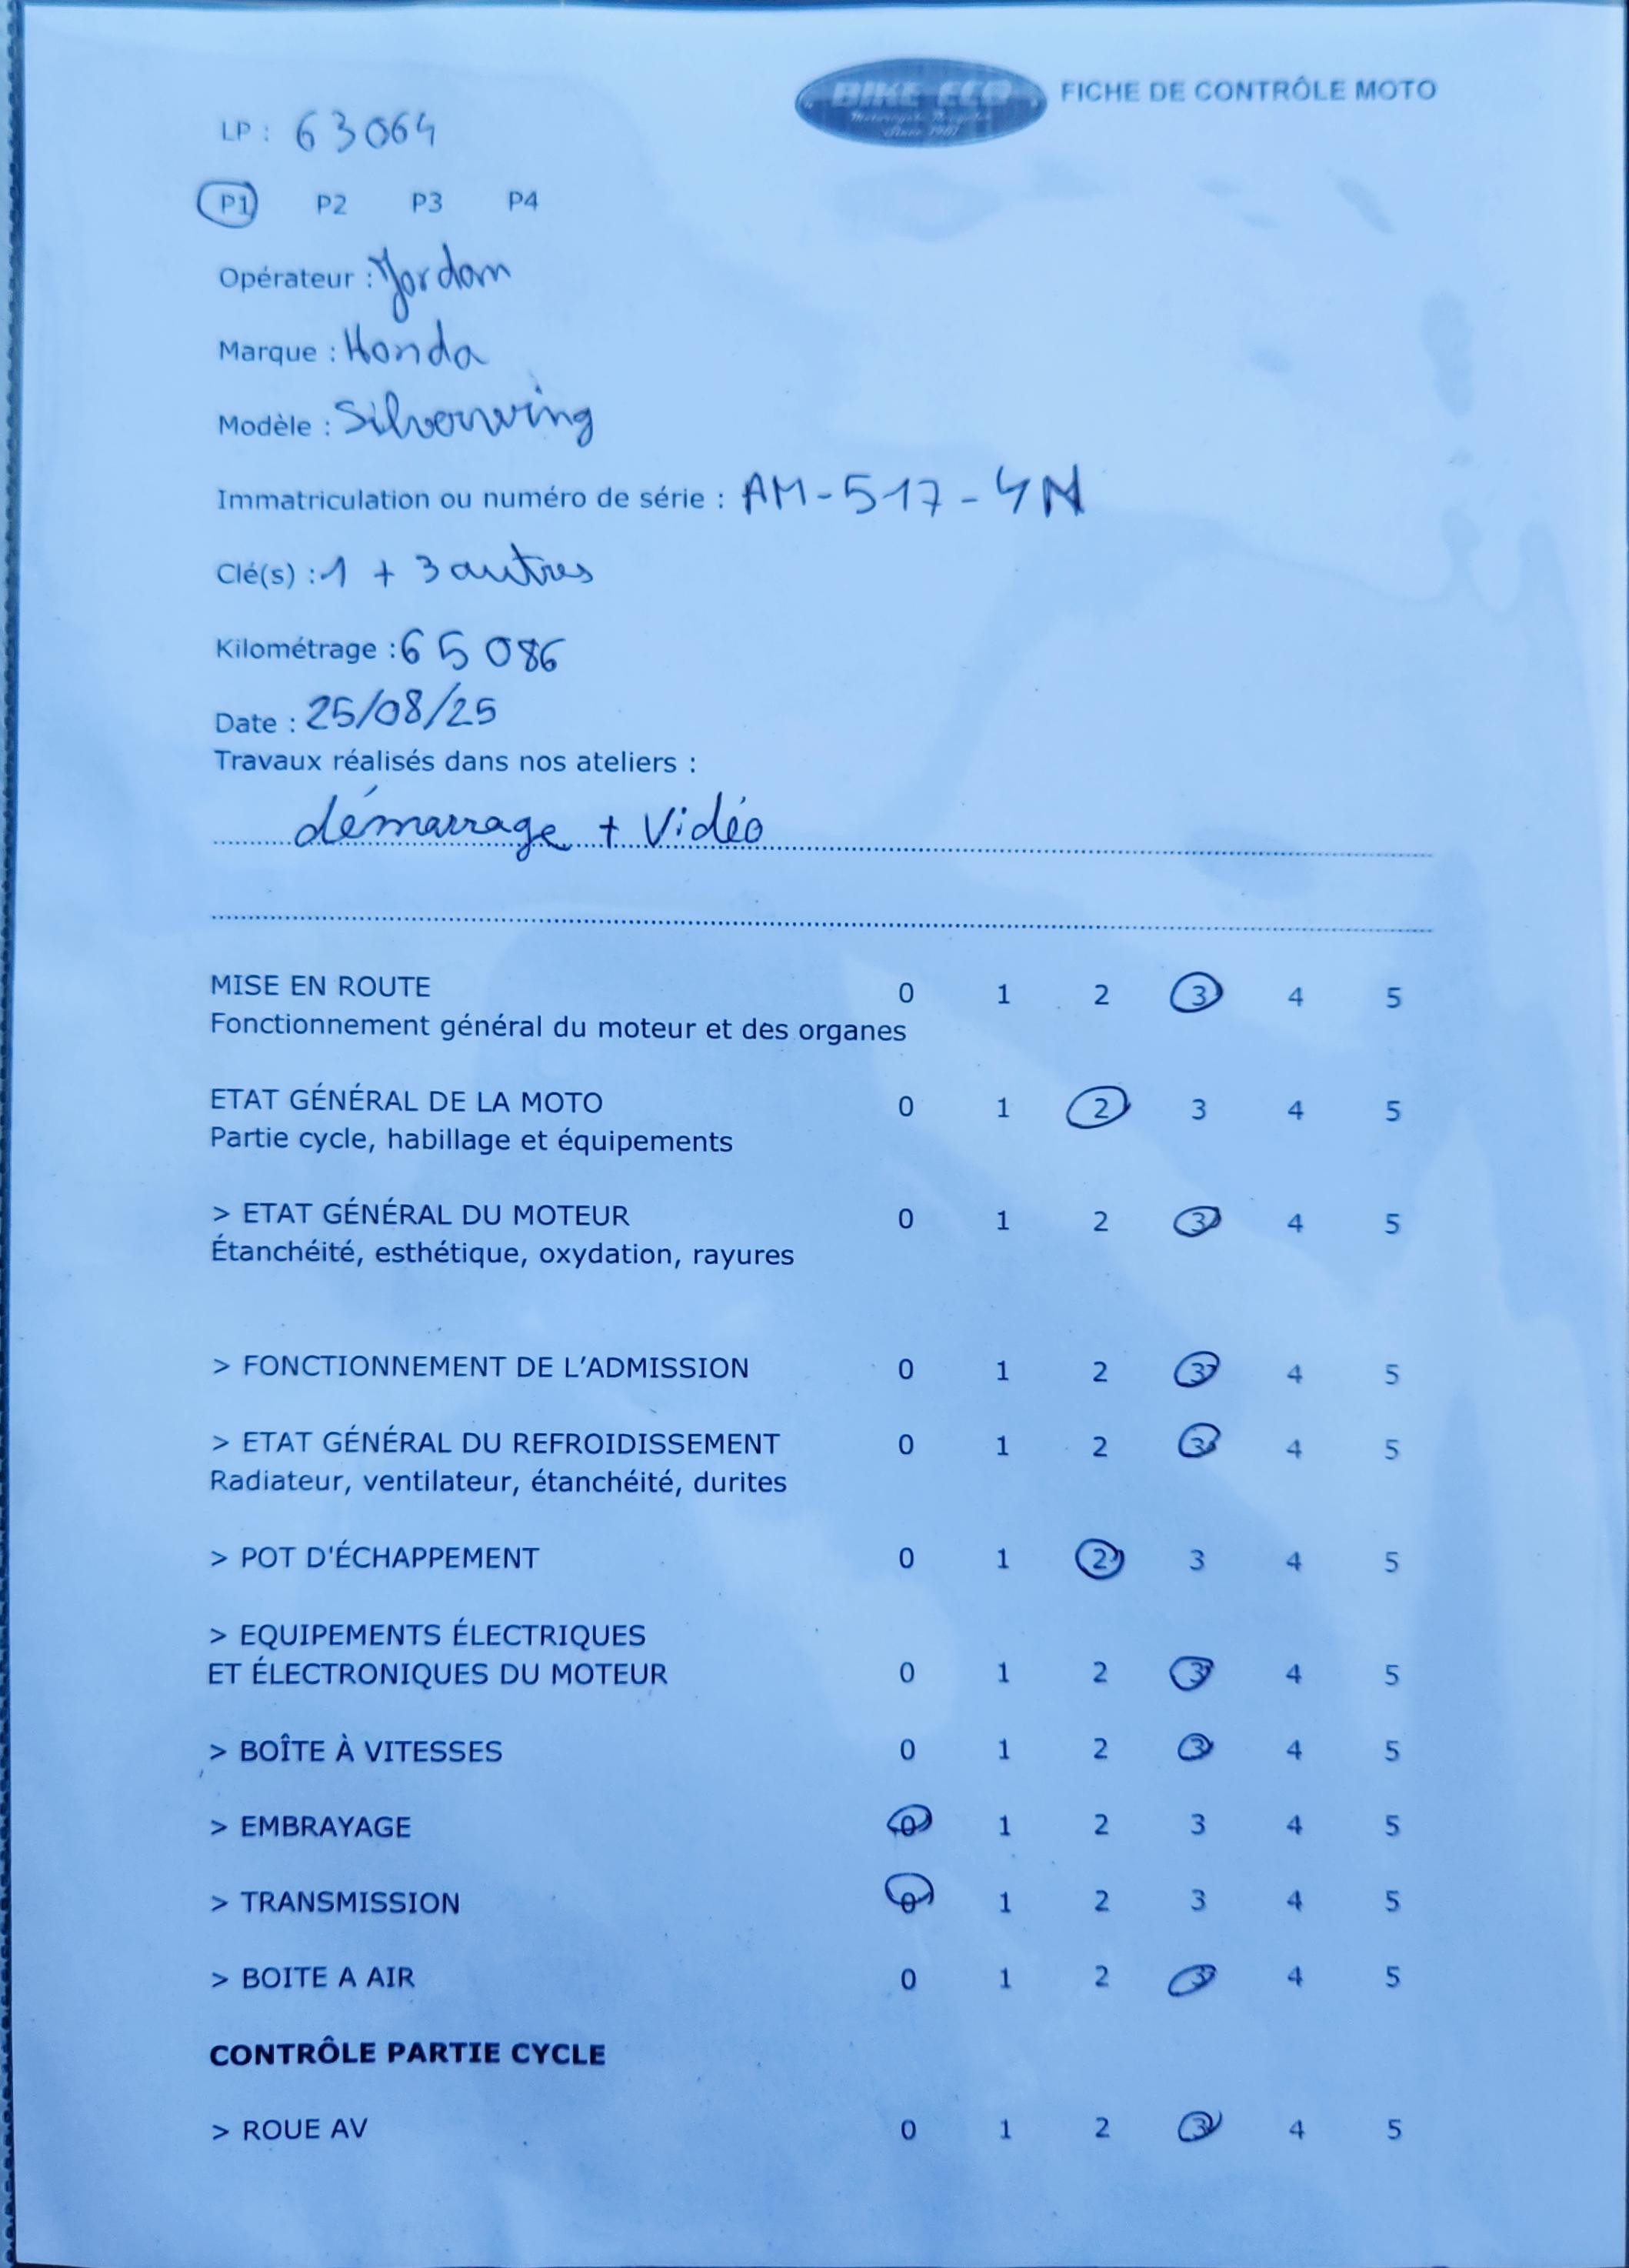 BIKE ECO
Motorcycle Recycler
Since 1987
FICHE DE CONTRÔLE MOTO
LP : 63064
P1 P2 P3 P4
Opérateur : Jordan
Marque : Honda
Modèle : Silverwing
Immatriculation ou numéro de série : AM-517-YN
Clé(s) : 1 + 3 autres
Kilométrage : 65 086
Date : 25/08/25
Travaux réalisés dans nos ateliers :
démarrage + Vidéo
MISE EN ROUTE 0 1 2 3 4 5
Fonctionnement général du moteur et des organes
ETAT GÉNÉRAL DE LA MOTO 0 1 2 3 4 5
Partie cycle, habillage et équipements
> ETAT GÉNÉRAL DU MOTEUR 0 1 2 3 4 5
Étanchéité, esthétique, oxydation, rayures
> FONCTIONNEMENT DE L'ADMISSION 0 1 2 3 4 5
> ETAT GÉNÉRAL DU REFROIDISSEMENT 0 1 2 3 4 5
Radiateur, ventilateur, étanchéité, durites
> POT D'ÉCHAPPEMENT 0 1 2 3 4 5
> EQUIPEMENTS ÉLECTRIQUES
ET ÉLECTRONIQUES DU MOTEUR 0 1 2 3 4 5
> BOÎTE À VITESSES 0 1 2 3 4 5
> EMBRAYAGE 0 1 2 3 4 5
> TRANSMISSION 0 1 2 3 4 5
> BOITE A AIR 0 1 2 3 4 5
CONTRÔLE PARTIE CYCLE
> ROUE AV 0 1 2 3 4 5